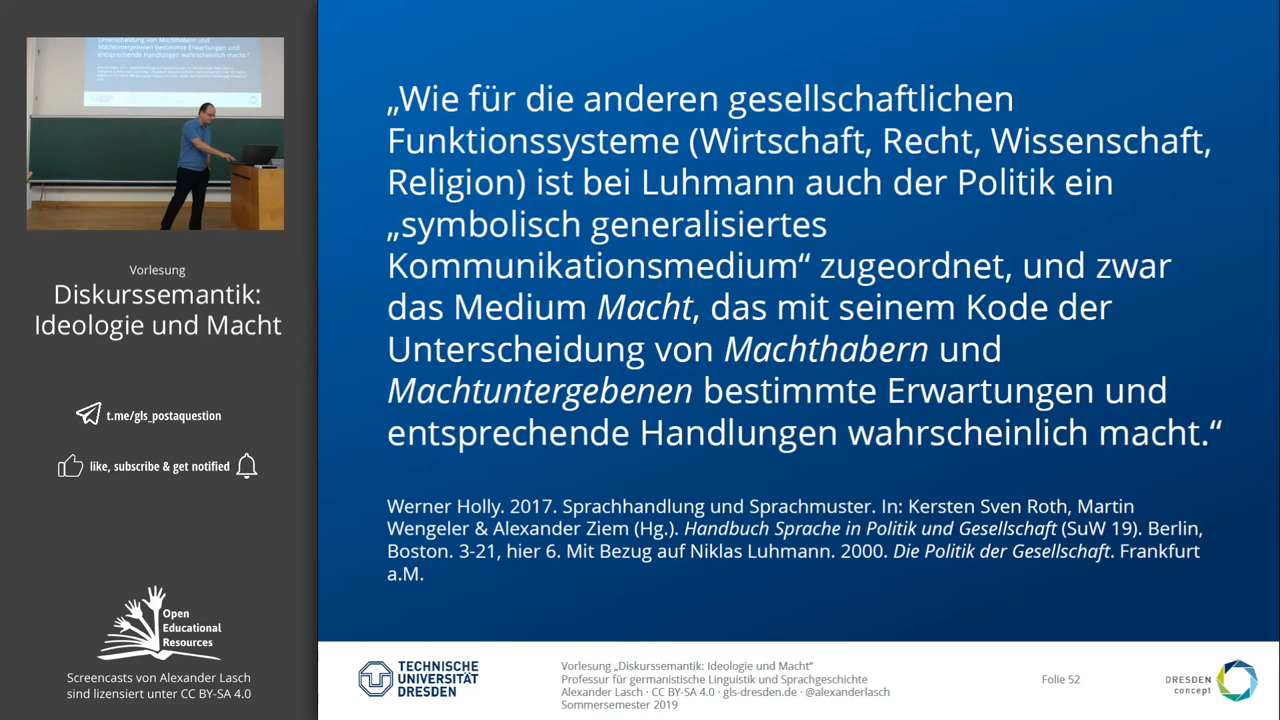 Vorlesung
Diskurssemantik:
Ideologie und Macht
t.me/gls_postaquestion
like, subscribe & get notified
Open
Educational
Resources
Screencasts von Alexander Lasch
sind lizensiert unter CC BY-SA 4.0
„Wie für die anderen gesellschaftlichen
Funktionssysteme (Wirtschaft, Recht, Wissenschaft,
Religion) ist bei Luhmann auch der Politik ein
„symbolisch generalisiertes
Kommunikationsmedium“ zugeordnet, und zwar
das Medium Macht, das mit seinem Kode der
Unterscheidung von Machthabern und
Machtuntergebenen bestimmte Erwartungen und
entsprechende Handlungen wahrscheinlich macht.“
Werner Holly. 2017. Sprachhandlung und Sprachmuster. In: Kersten Sven Roth, Martin
Wengeler & Alexander Ziem (Hg.). Handbuch Sprache in Politik und Gesellschaft (SuW 19). Berlin,
Boston. 3-21, hier 6. Mit Bezug auf Niklas Luhmann. 2000. Die Politik der Gesellschaft. Frankfurt
a.M.
TECHNISCHE
UNIVERSITÄT
DRESDEN
Vorlesung „Diskurssemantik: Ideologie und Macht“
Professur für germanistische Linguistik und Sprachgeschichte
Alexander Lasch · CC BY-SA 4.0 · gls-dresden.de · @alexanderlasch
Sommersemester 2019
Folie 52
DRESDEN
concept